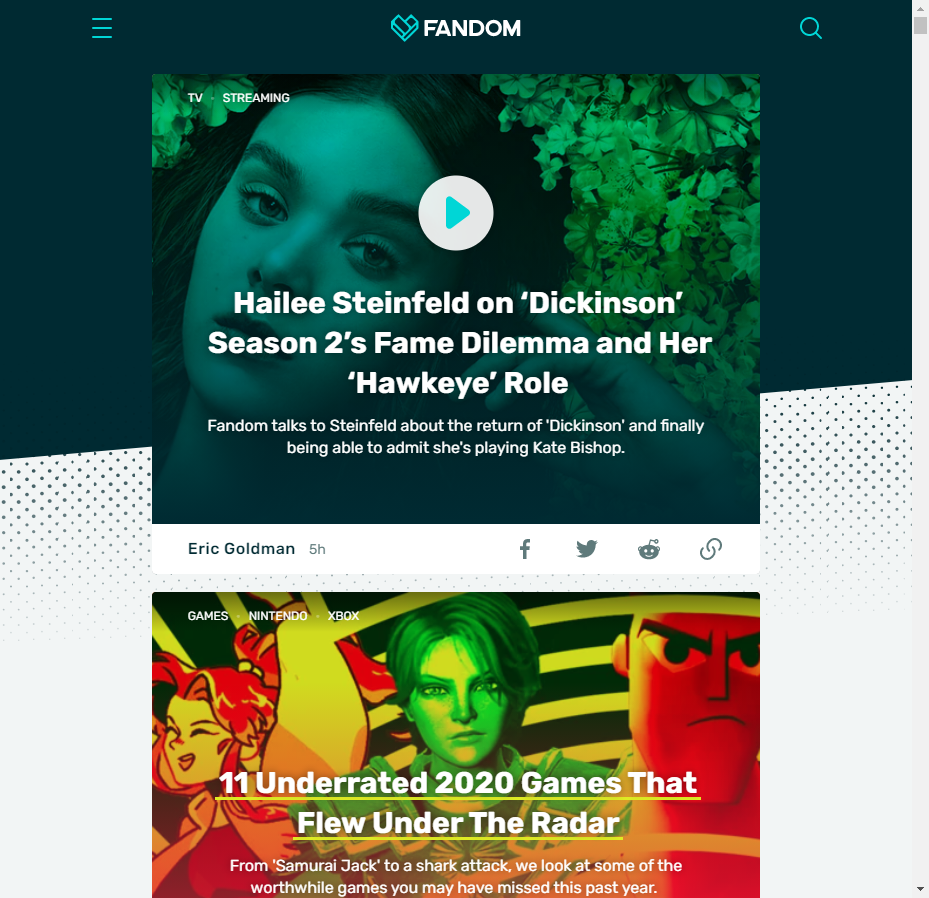 FANDOM
TV • STREAMING
Hailee Steinfeld on ‘Dickinson’
Season 2’s Fame Dilemma and Her
‘Hawkeye’ Role
Fandom talks to Steinfeld about the return of 'Dickinson' and finally
being able to admit she's playing Kate Bishop.
Eric Goldman 5h
GAMES • NINTENDO • XBOX
11 Underrated 2020 Games That
Flew Under The Radar
From 'Samurai Jack' to a shark attack, we look at some of the
worthwhile games you may have missed this past year.